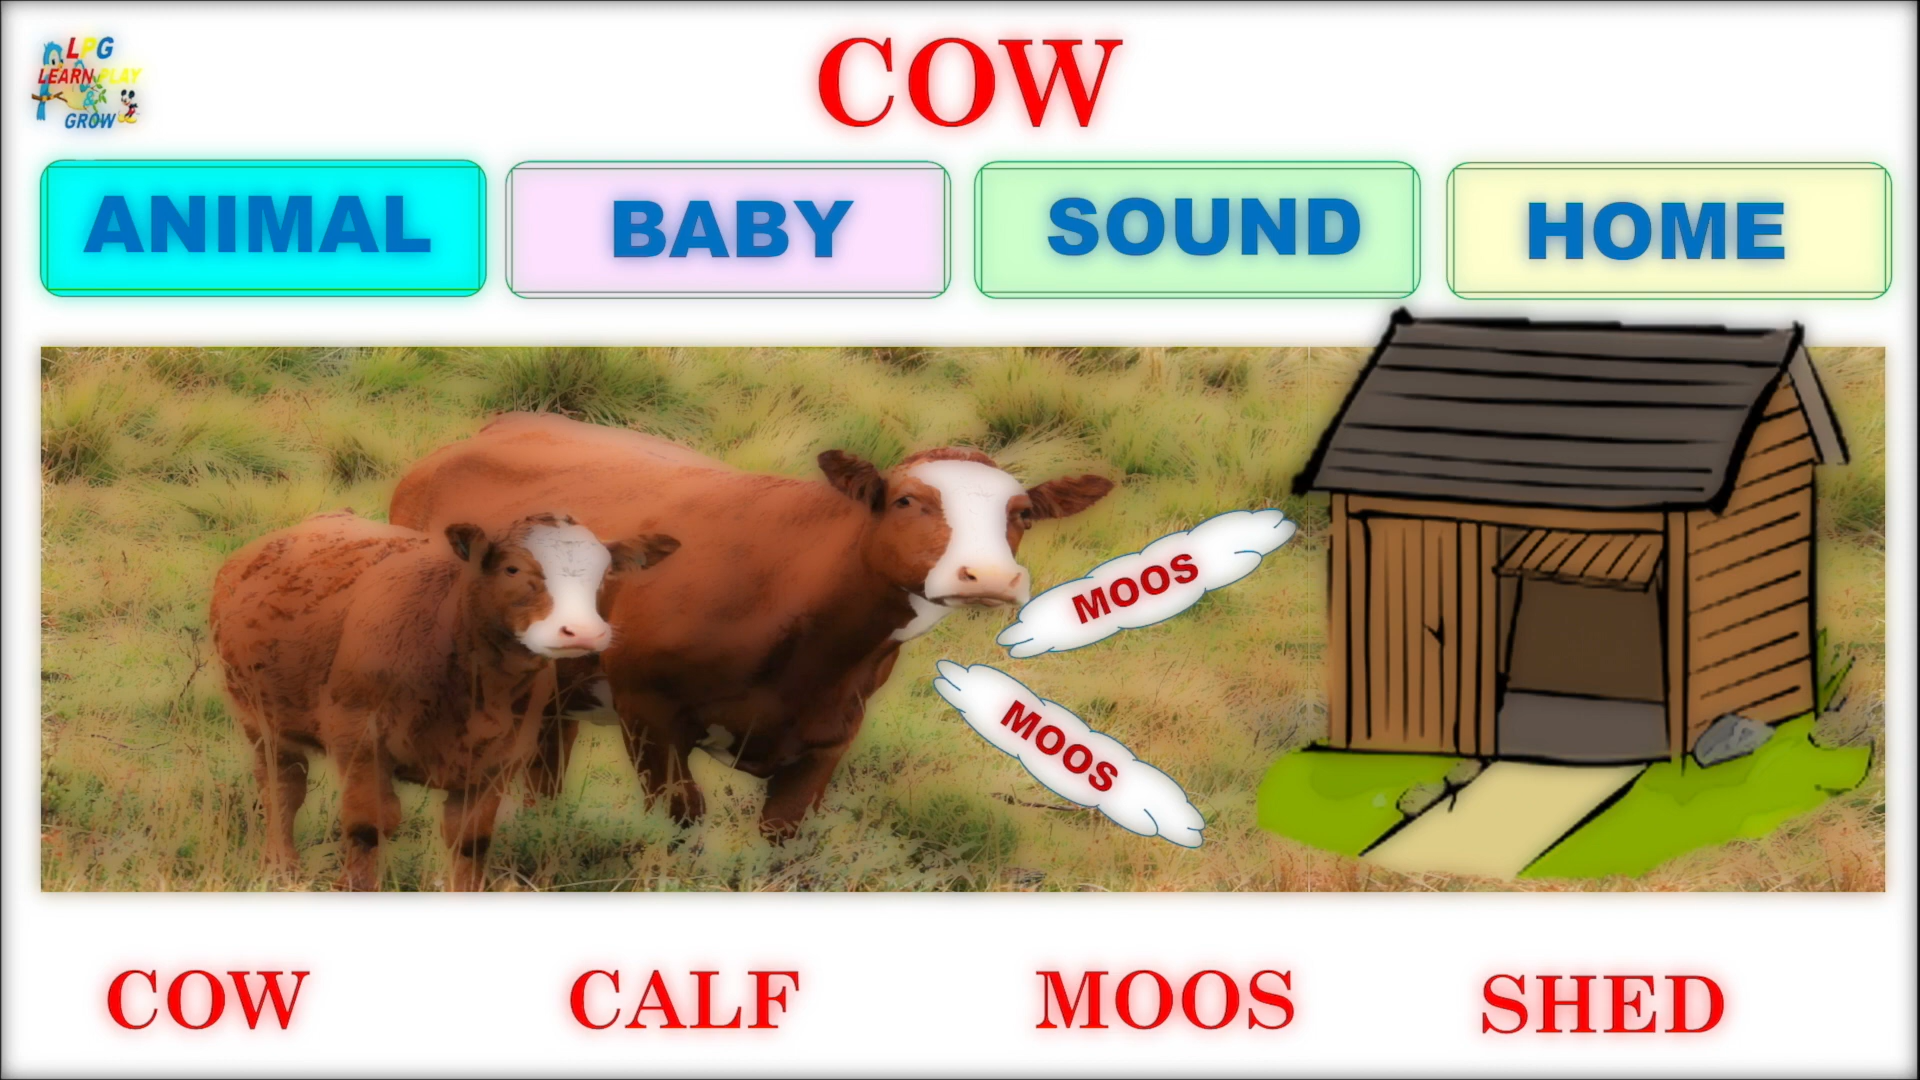 LPG
LEARN PLAY
&
GROW
COW
ANIMAL
BABY
SOUND
HOME
MOOS
MOOS
COW
CALF
MOOS
SHED